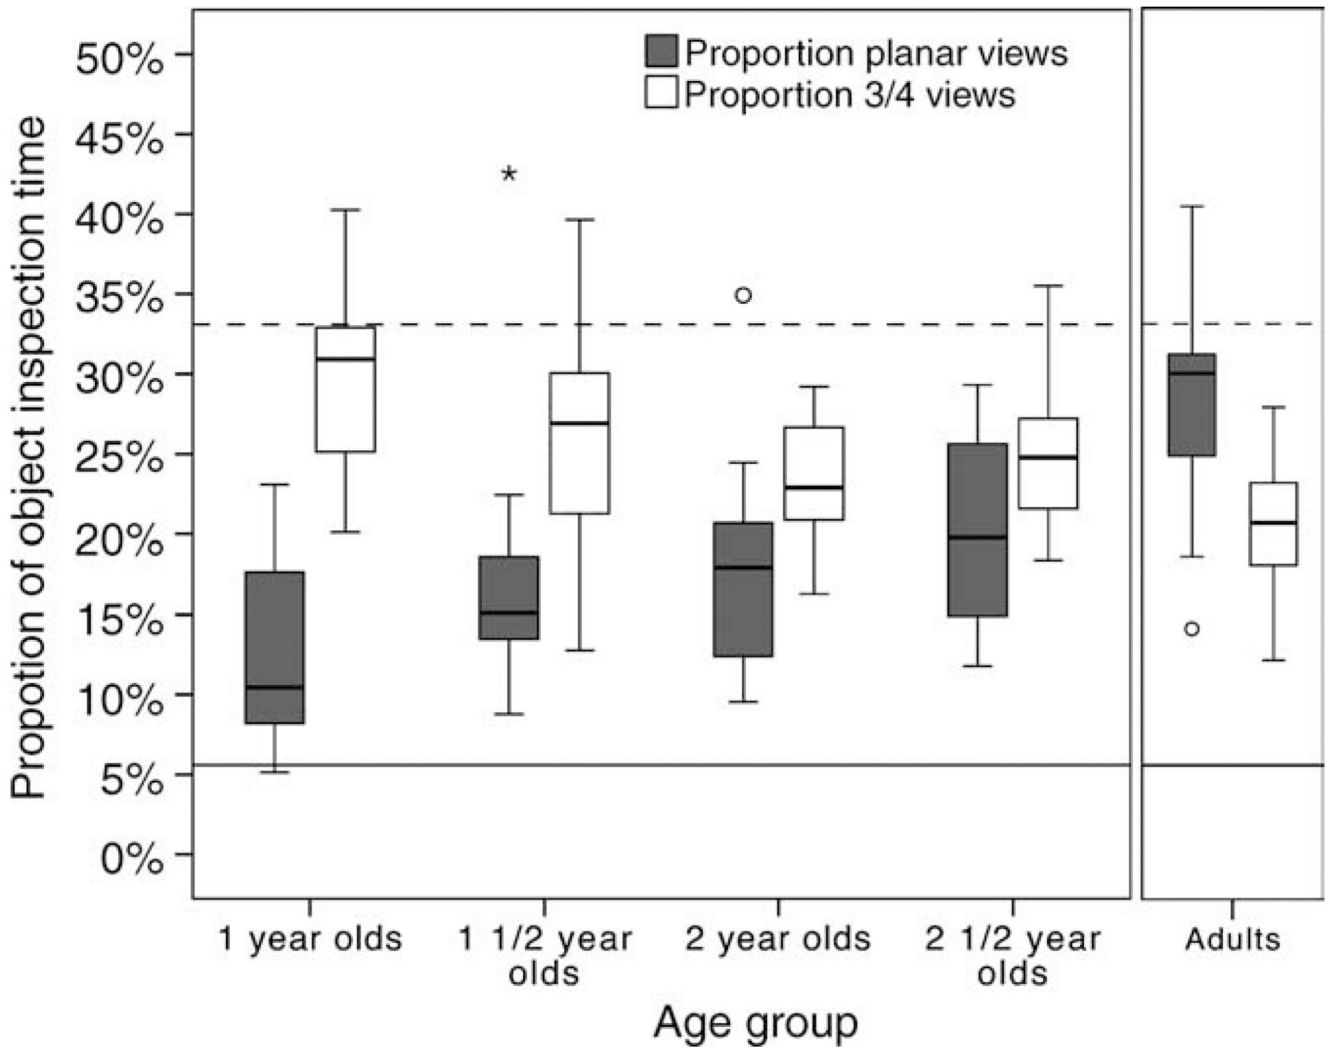 Propotion of object inspection time
50%
45%
40%
35%
30%
25%
20%
15%
10%
5%
0%
Proportion planar views
Proportion 3/4 views
*
1 year olds
1 1/2 year
olds
2 year olds
2 1/2 year
olds
Adults
Age group